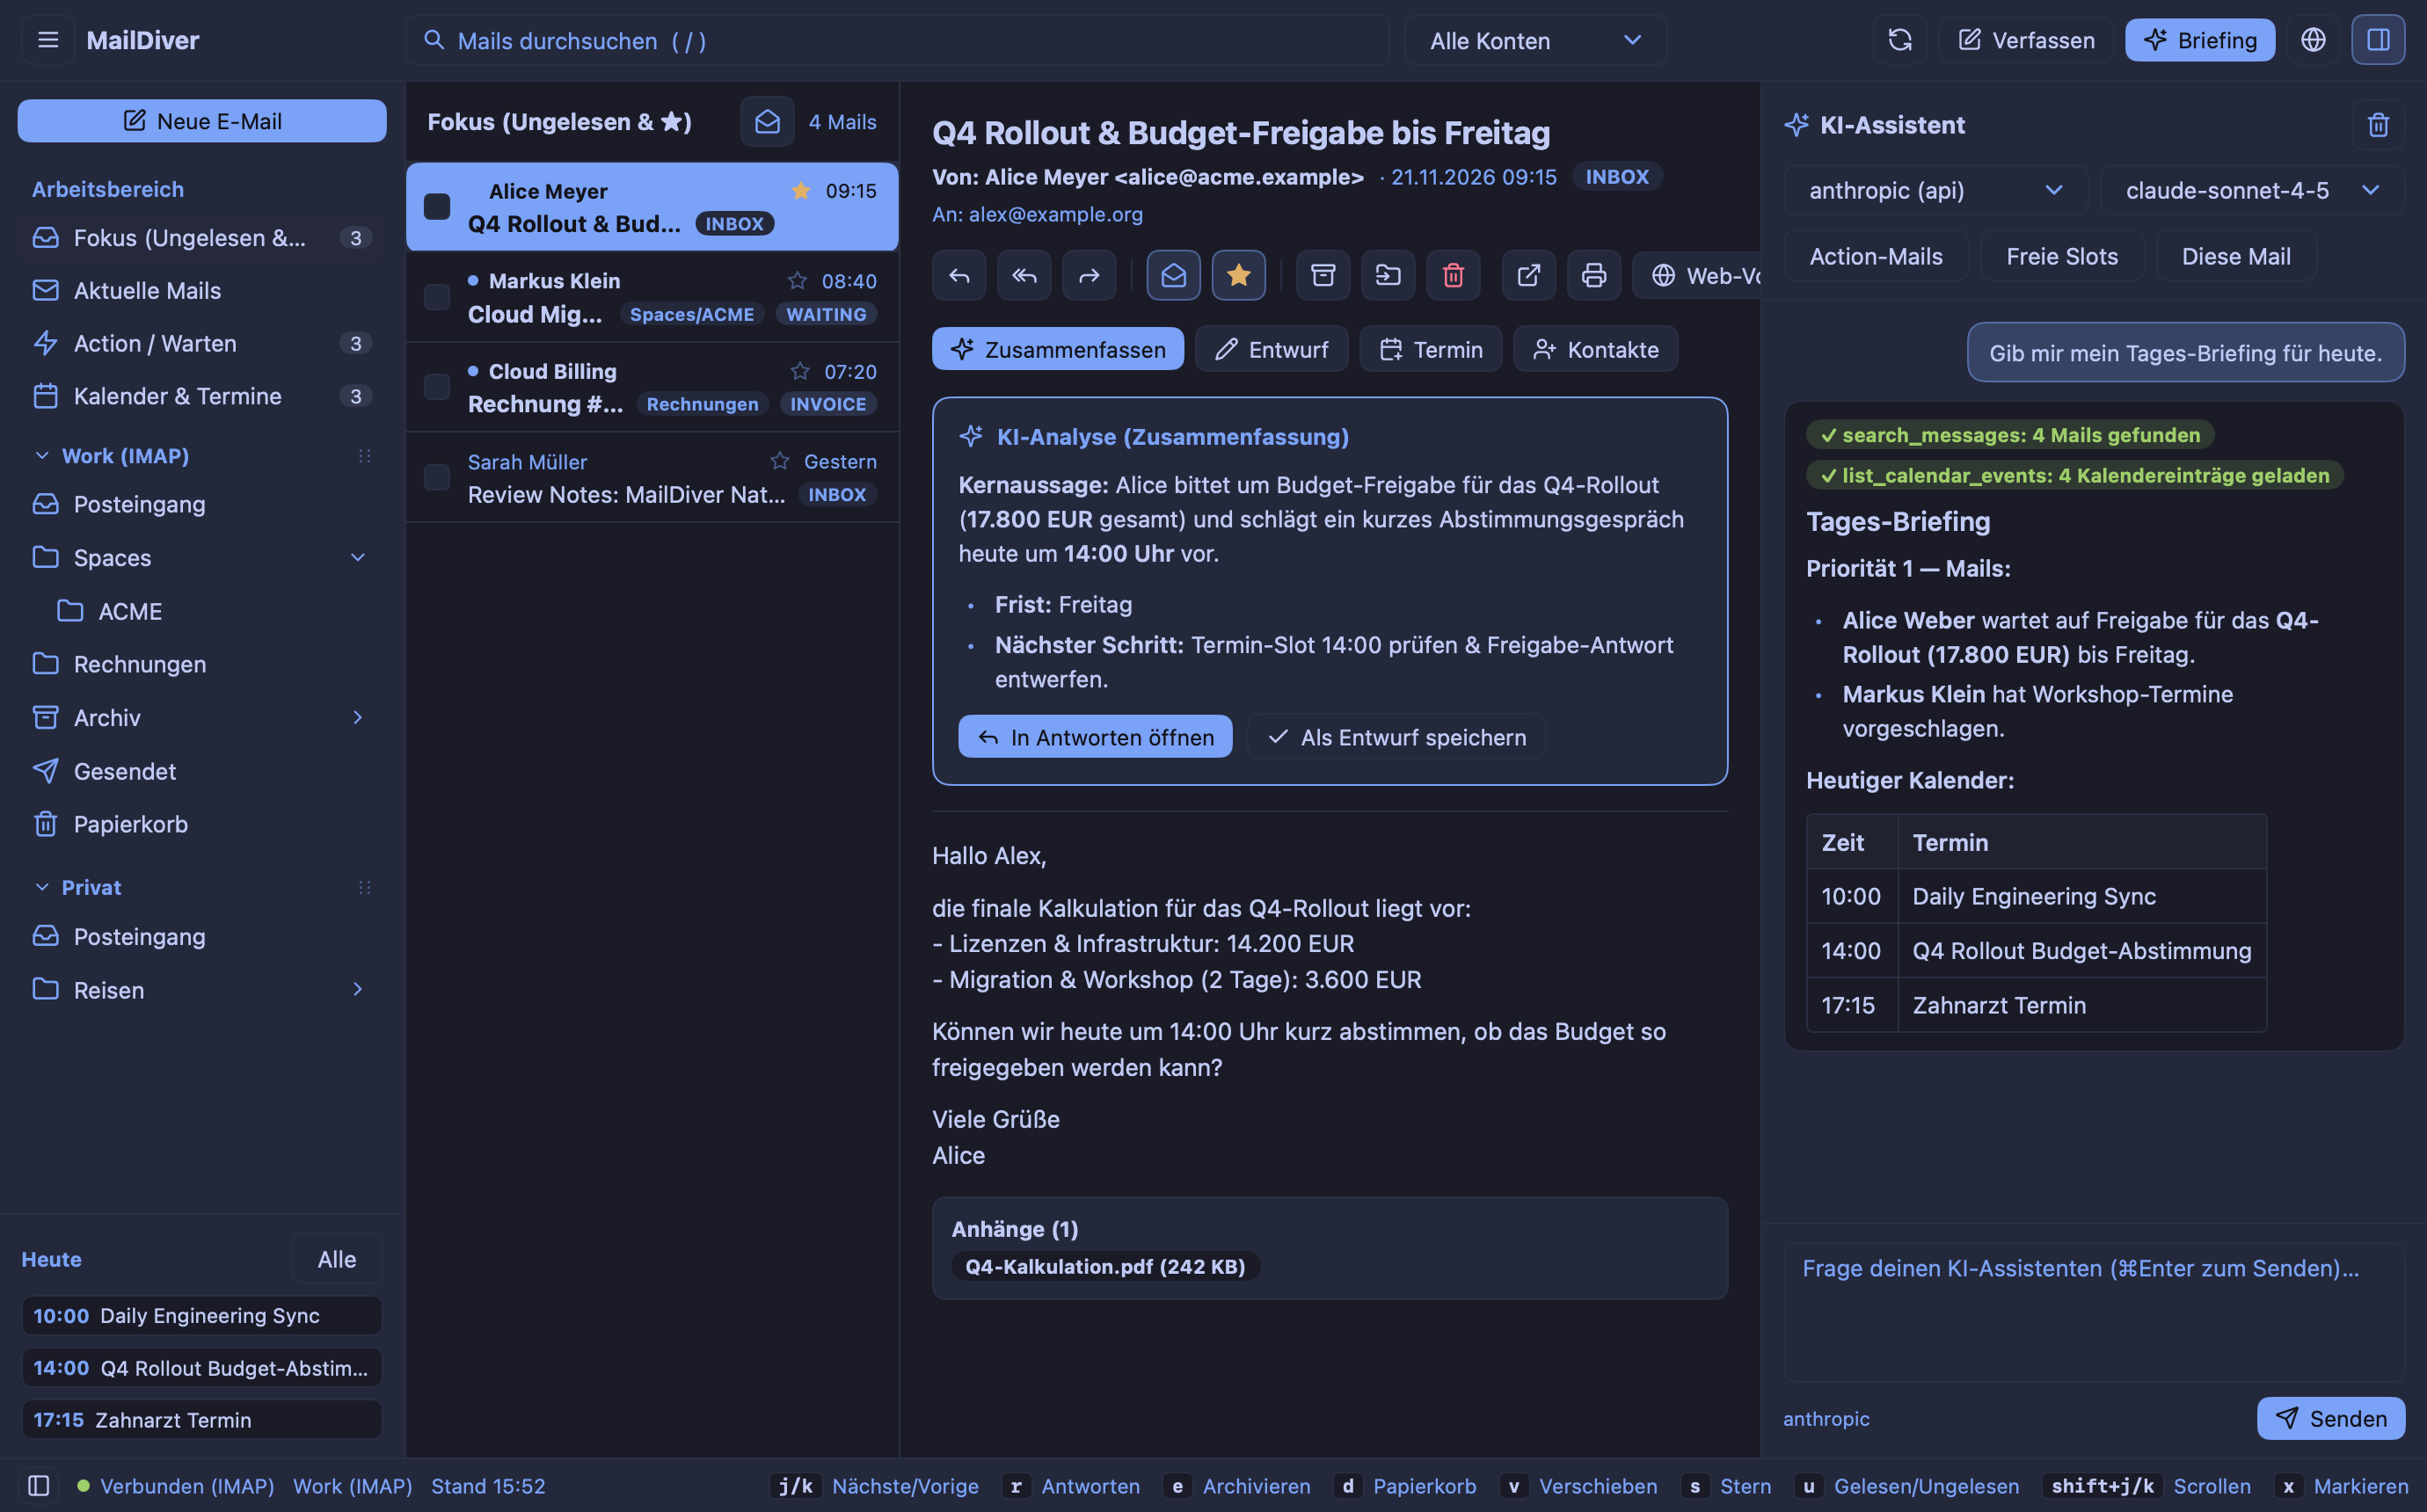 MailDiver
Mails durchsuchen ( / )
Alle Konten
Verfassen
Briefing
Neue E-Mail
Arbeitsbereich
Fokus (Ungelesen &... 3
Aktuelle Mails
Action / Warten 3
Kalender & Termine 3
Work (IMAP)
Posteingang
Spaces
ACME
Rechnungen
Archiv
Gesendet
Papierkorb
Privat
Posteingang
Reisen
Heute
Alle
10:00 Daily Engineering Sync
14:00 Q4 Rollout Budget-Abstim...
17:15 Zahnarzt Termin
Fokus (Ungelesen & ★)
4 Mails
Alice Meyer 09:15
Q4 Rollout & Bud... INBOX
Markus Klein 08:40
Cloud Mig... Spaces/ACME WAITING
Cloud Billing 07:20
Rechnung #... Rechnungen INVOICE
Sarah Müller Gestern
Review Notes: MailDiver Nat... INBOX
Q4 Rollout & Budget-Freigabe bis Freitag
Von: Alice Meyer <alice@acme.example> · 21.11.2026 09:15 INBOX
An: alex@example.org
Web-Vo
Zusammenfassen
Entwurf
Termin
Kontakte
KI-Analyse (Zusammenfassung)
Kernaussage: Alice bittet um Budget-Freigabe für das Q4-Rollout
(17.800 EUR gesamt) und schlägt ein kurzes Abstimmungsgespräch
heute um 14:00 Uhr vor.
• Frist: Freitag
• Nächster Schritt: Termin-Slot 14:00 prüfen & Freigabe-Antwort
entwerfen.
In Antworten öffnen
Als Entwurf speichern
Hallo Alex,
die finale Kalkulation für das Q4-Rollout liegt vor:
- Lizenzen & Infrastruktur: 14.200 EUR
- Migration & Workshop (2 Tage): 3.600 EUR
Können wir heute um 14:00 Uhr kurz abstimmen, ob das Budget so
freigegeben werden kann?
Viele Grüße
Alice
Anhänge (1)
Q4-Kalkulation.pdf (242 KB)
KI-Assistent
anthropic (api)
claude-sonnet-4-5
Action-Mails
Freie Slots
Diese Mail
Gib mir mein Tages-Briefing für heute.
✓ search_messages: 4 Mails gefunden
✓ list_calendar_events: 4 Kalendereinträge geladen
Tages-Briefing
Priorität 1 — Mails:
• Alice Weber wartet auf Freigabe für das Q4-
Rollout (17.800 EUR) bis Freitag.
• Markus Klein hat Workshop-Termine
vorgeschlagen.
Heutiger Kalender:
Zeit Termin
10:00 Daily Engineering Sync
14:00 Q4 Rollout Budget-Abstimmung
17:15 Zahnarzt Termin
Frage deinen KI-Assistenten (⌘Enter zum Senden)...
anthropic
Senden
Verbunden (IMAP) Work (IMAP) Stand 15:52
j/k Nächste/Vorige r Antworten e Archivieren d Papierkorb v Verschieben s Stern u Gelesen/Ungelesen shift+j/k Scrollen x Markieren